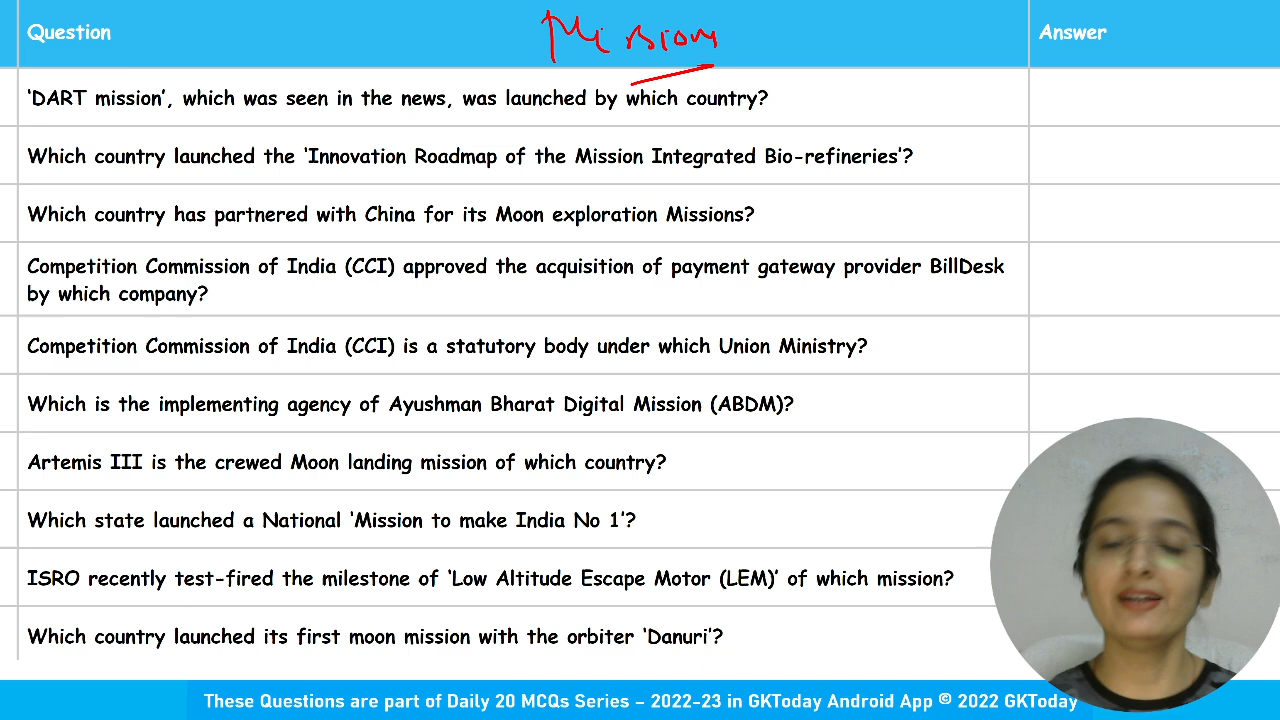 Question
Mission
Answer
‘DART mission’, which was seen in the news, was launched by which country?
Which country launched the ‘Innovation Roadmap of the Mission Integrated Bio-refineries’?
Which country has partnered with China for its Moon exploration Missions?
Competition Commission of India (CCI) approved the acquisition of payment gateway provider BillDesk
by which company?
Competition Commission of India (CCI) is a statutory body under which Union Ministry?
Which is the implementing agency of Ayushman Bharat Digital Mission (ABDM)?
Artemis III is the crewed Moon landing mission of which country?
Which state launched a National ‘Mission to make India No 1’?
ISRO recently test-fired the milestone of ‘Low Altitude Escape Motor (LEM)’ of which mission?
Which country launched its first moon mission with the orbiter ‘Danuri’?
These Questions are part of Daily 20 MCQs Series – 2022-23 in GKToday Android App © 2022 GKToday